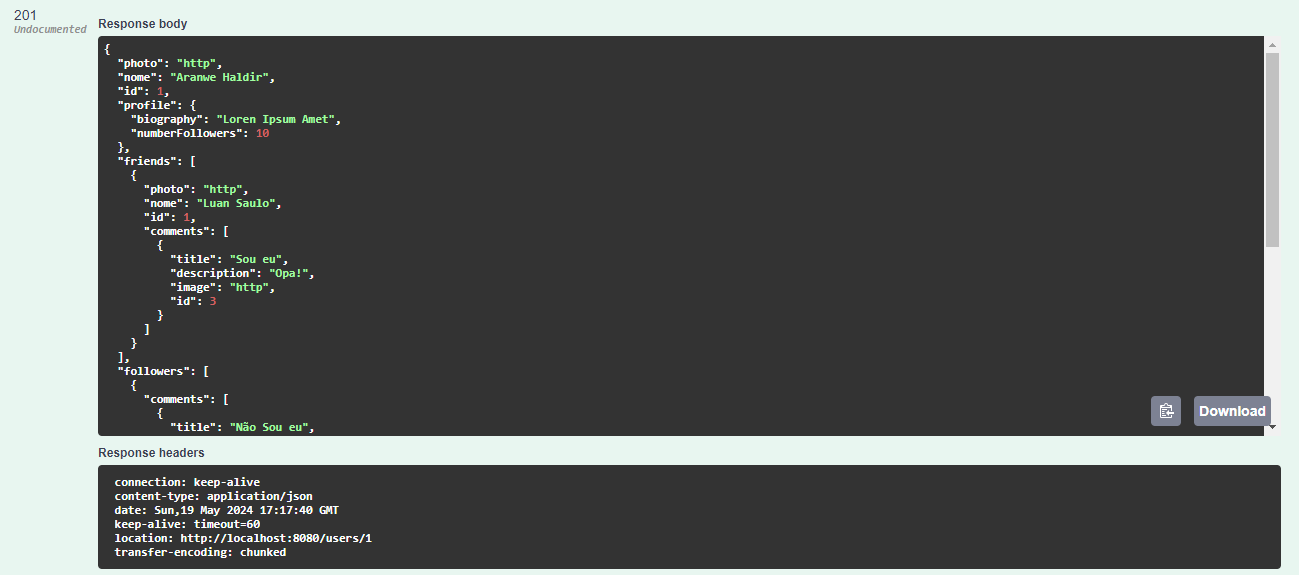 201
Undocumented
Response body
{
  "photo": "http",
  "nome": "Aranwe Haldir",
  "id": 1,
  "profile": {
    "biography": "Loren Ipsum Amet",
    "numberFollowers": 10
  },
  "friends": [
    {
      "photo": "http",
      "nome": "Luan Saulo",
      "id": 1,
      "comments": [
        {
          "title": "Sou eu",
          "description": "Opa!",
          "image": "http",
          "id": 3
        }
      ]
    }
  ],
  "followers": [
    {
      "comments": [
        {
          "title": "Não Sou eu",
Download
Response headers
connection: keep-alive
content-type: application/json
date: Sun,19 May 2024 17:17:40 GMT
keep-alive: timeout=60
location: http://localhost:8080/users/1
transfer-encoding: chunked